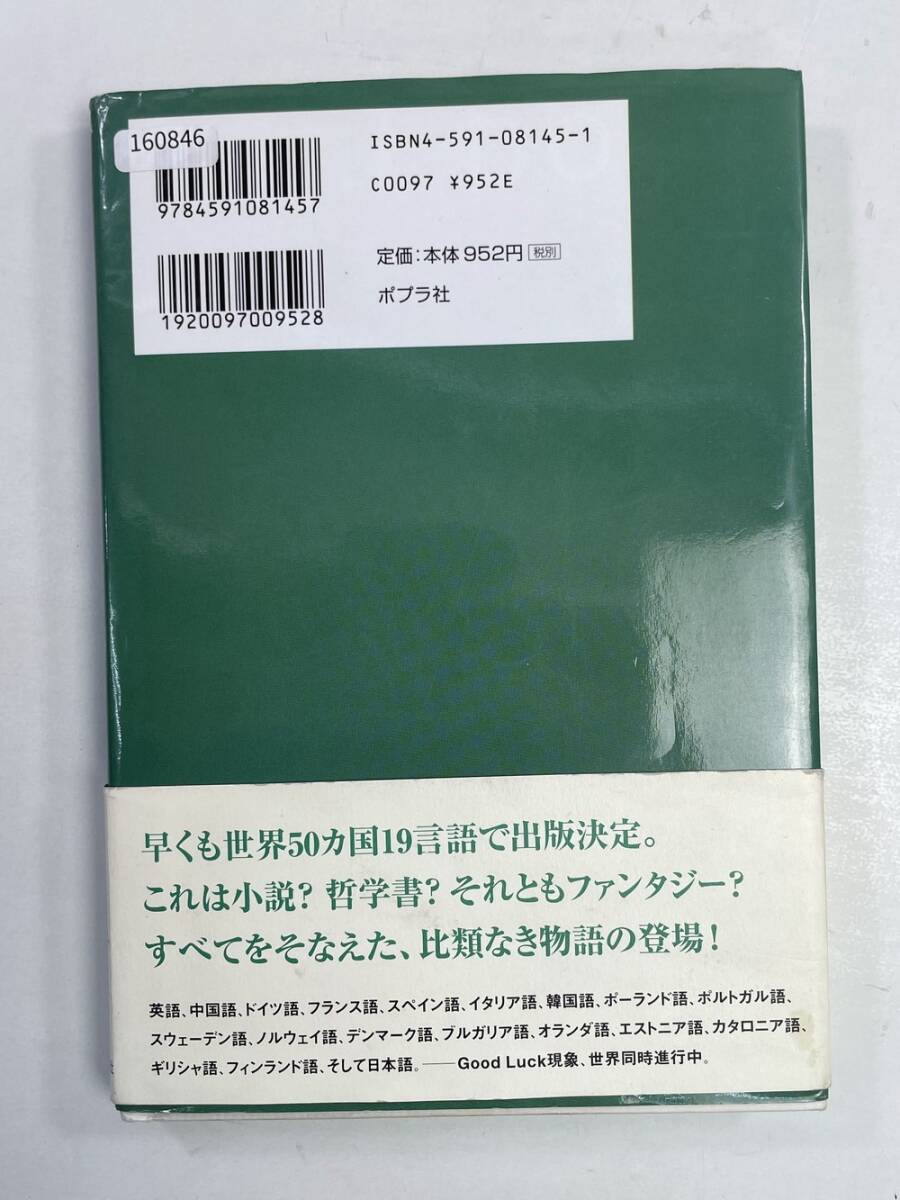 160846
ISBN4-591-08145-1
9784591081457
C0097 ¥952E
定価：本体952円 税別
ポプラ社
1920097009528
早くも世界50カ国19言語で出版決定。
これは小説？ 哲学書？ それともファンタジー？
すべてをそなえた、比類なき物語の登場！
英語、中国語、ドイツ語、フランス語、スペイン語、イタリア語、韓国語、ポーランド語、ポルトガル語、
スウェーデン語、ノルウェイ語、デンマーク語、ブルガリア語、オランダ語、エストニア語、カタロニア語、
ギリシャ語、フィンランド語、そして日本語。——Good Luck現象、世界同時進行中。